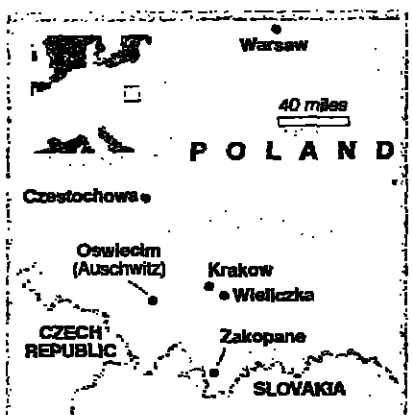 Warsaw
40 miles
POLAND
Czestochowa
Oswiecim
(Auschwitz)
Krakow
Wieliczka
CZECH
REPUBLIC
Zakopane
SLOVAKIA